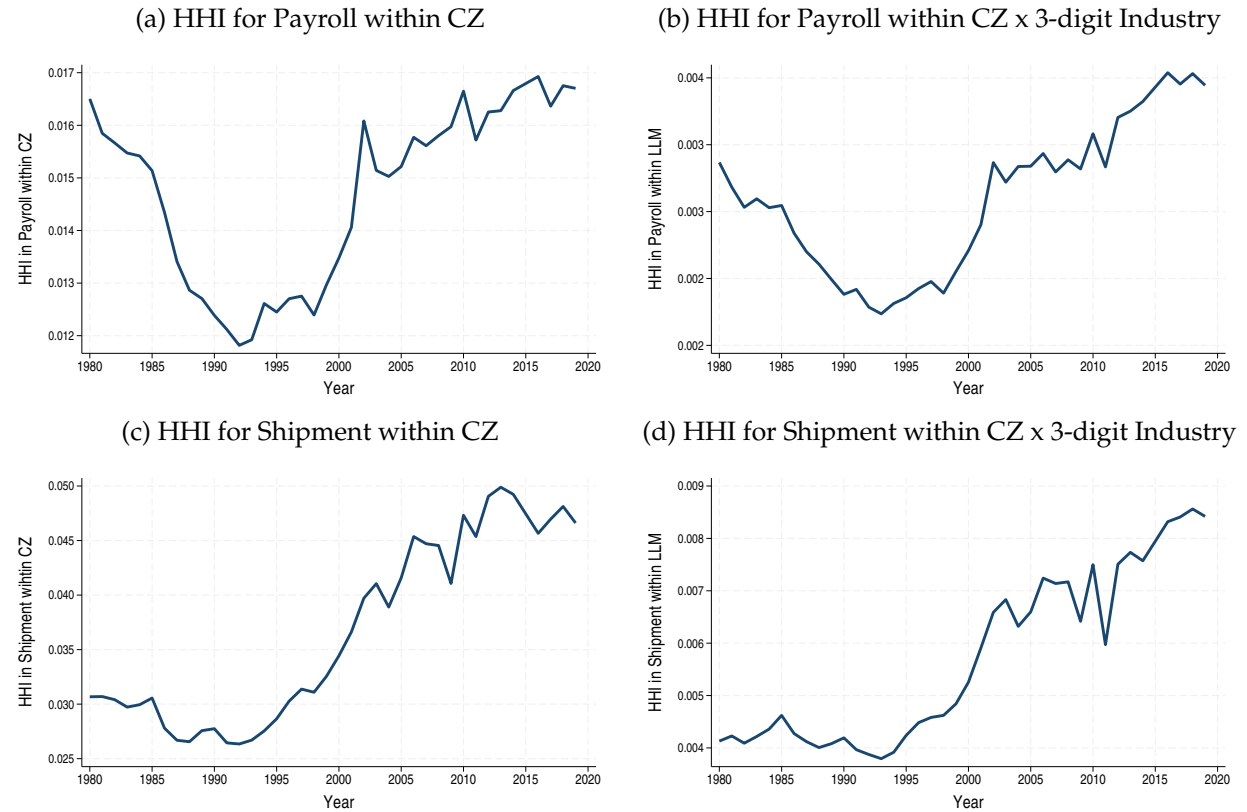 (a) HHI for Payroll within CZ
HHI in Payroll within CZ
0.017
0.016
0.015
0.014
0.013
0.012
1980 1985 1990 1995 2000 2005 2010 2015 2020
Year
(b) HHI for Payroll within CZ x 3-digit Industry
HHI in Payroll within LLM
0.004
0.003
0.003
0.002
0.002
1980 1985 1990 1995 2000 2005 2010 2015 2020
Year
(c) HHI for Shipment within CZ
HHI in Shipment wihtin CZ
0.050
0.045
0.040
0.035
0.030
0.025
1980 1985 1990 1995 2000 2005 2010 2015 2020
Year
(d) HHI for Shipment within CZ x 3-digit Industry
HHI in Shipment within LLM
0.009
0.008
0.007
0.006
0.005
0.004
1980 1985 1990 1995 2000 2005 2010 2015 2020
Year